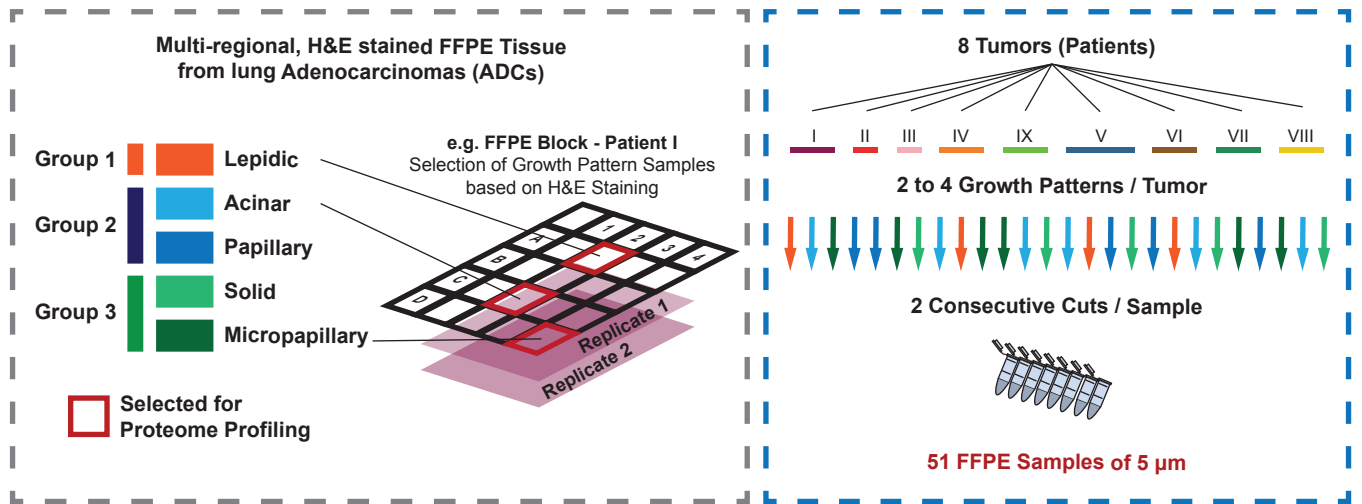 Multi-regional, H&E stained FFPE Tissue
from lung Adenocarcinomas (ADCs)
Group 1
Lepidic
Group 2
Acinar
Papillary
Group 3
Solid
Micropapillary
Selected for
Proteome Profiling
e.g. FFPE Block - Patient I
Selection of Growth Pattern Samples
based on H&E Staining
A
B
C
D
1
2
3
4
Replicate 1
Replicate 2
8 Tumors (Patients)
I II III IV IX V VI VII VIII
2 to 4 Growth Patterns / Tumor
2 Consecutive Cuts / Sample
51 FFPE Samples of 5 µm